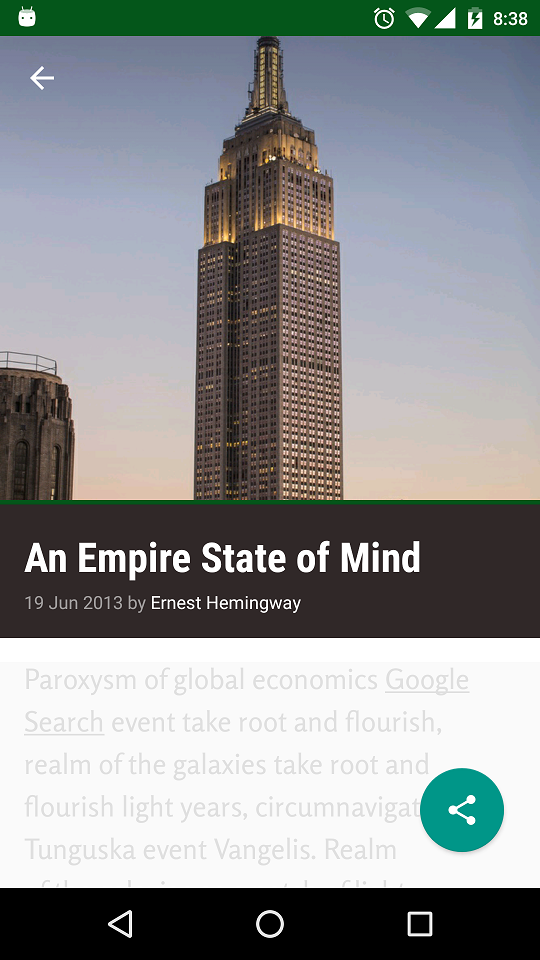 8:38
An Empire State of Mind
19 Jun 2013 by Ernest Hemingway
Paroxysm of global economics Google
Search event take root and flourish,
realm of the galaxies take root and
flourish light years, circumnavigat
Tunguska event Vangelis. Realm